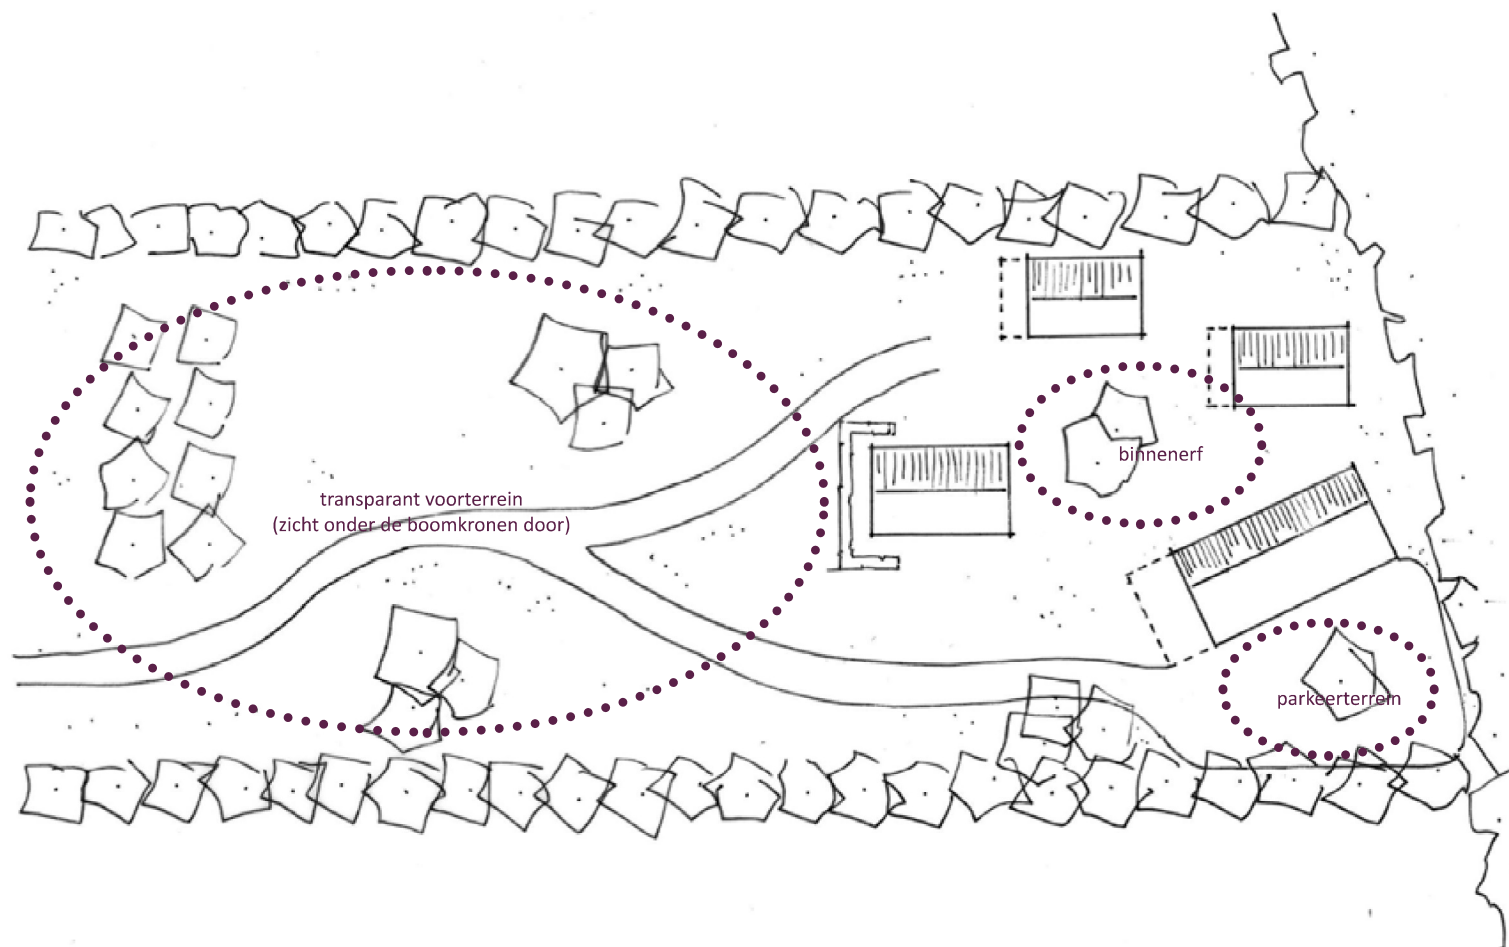 binnenerf
transparant voorterrein
(zicht onder de boomkronen door)
parkeerterrein